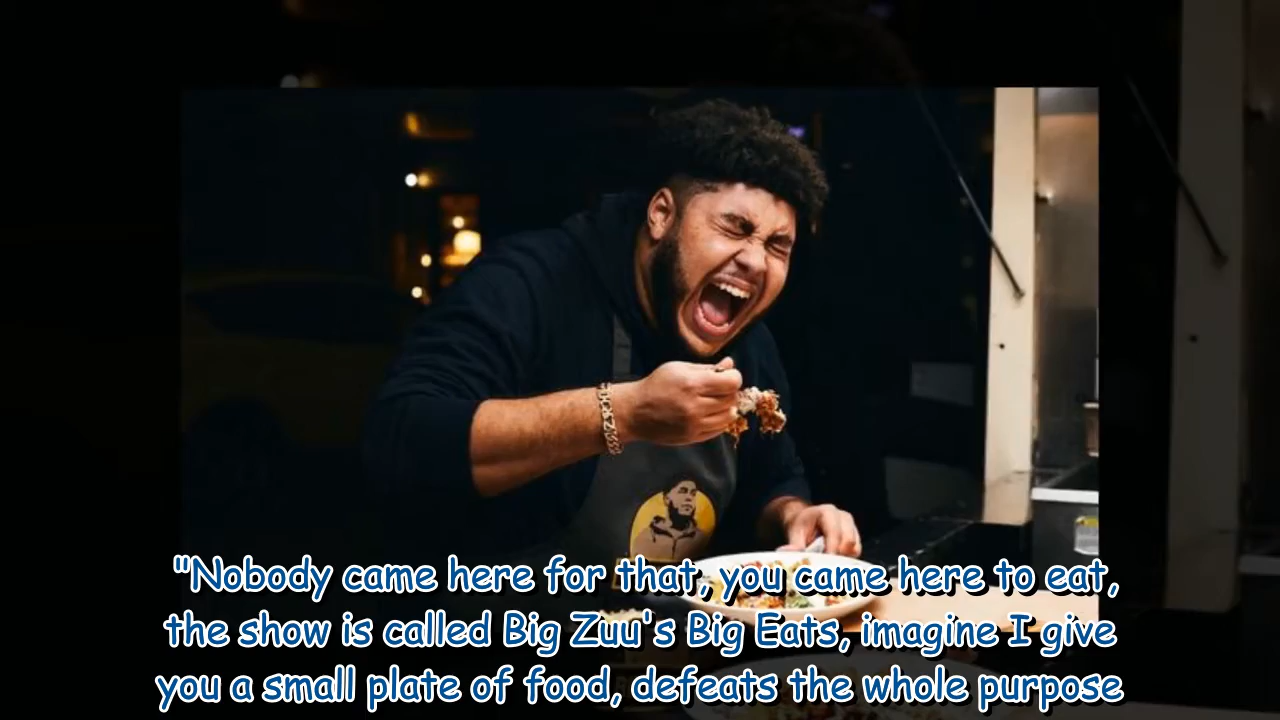 "Nobody came here for that, you came here to eat,
the show is called Big Zuu's Big Eats, imagine I give
you a small plate of food, defeats the whole purpose